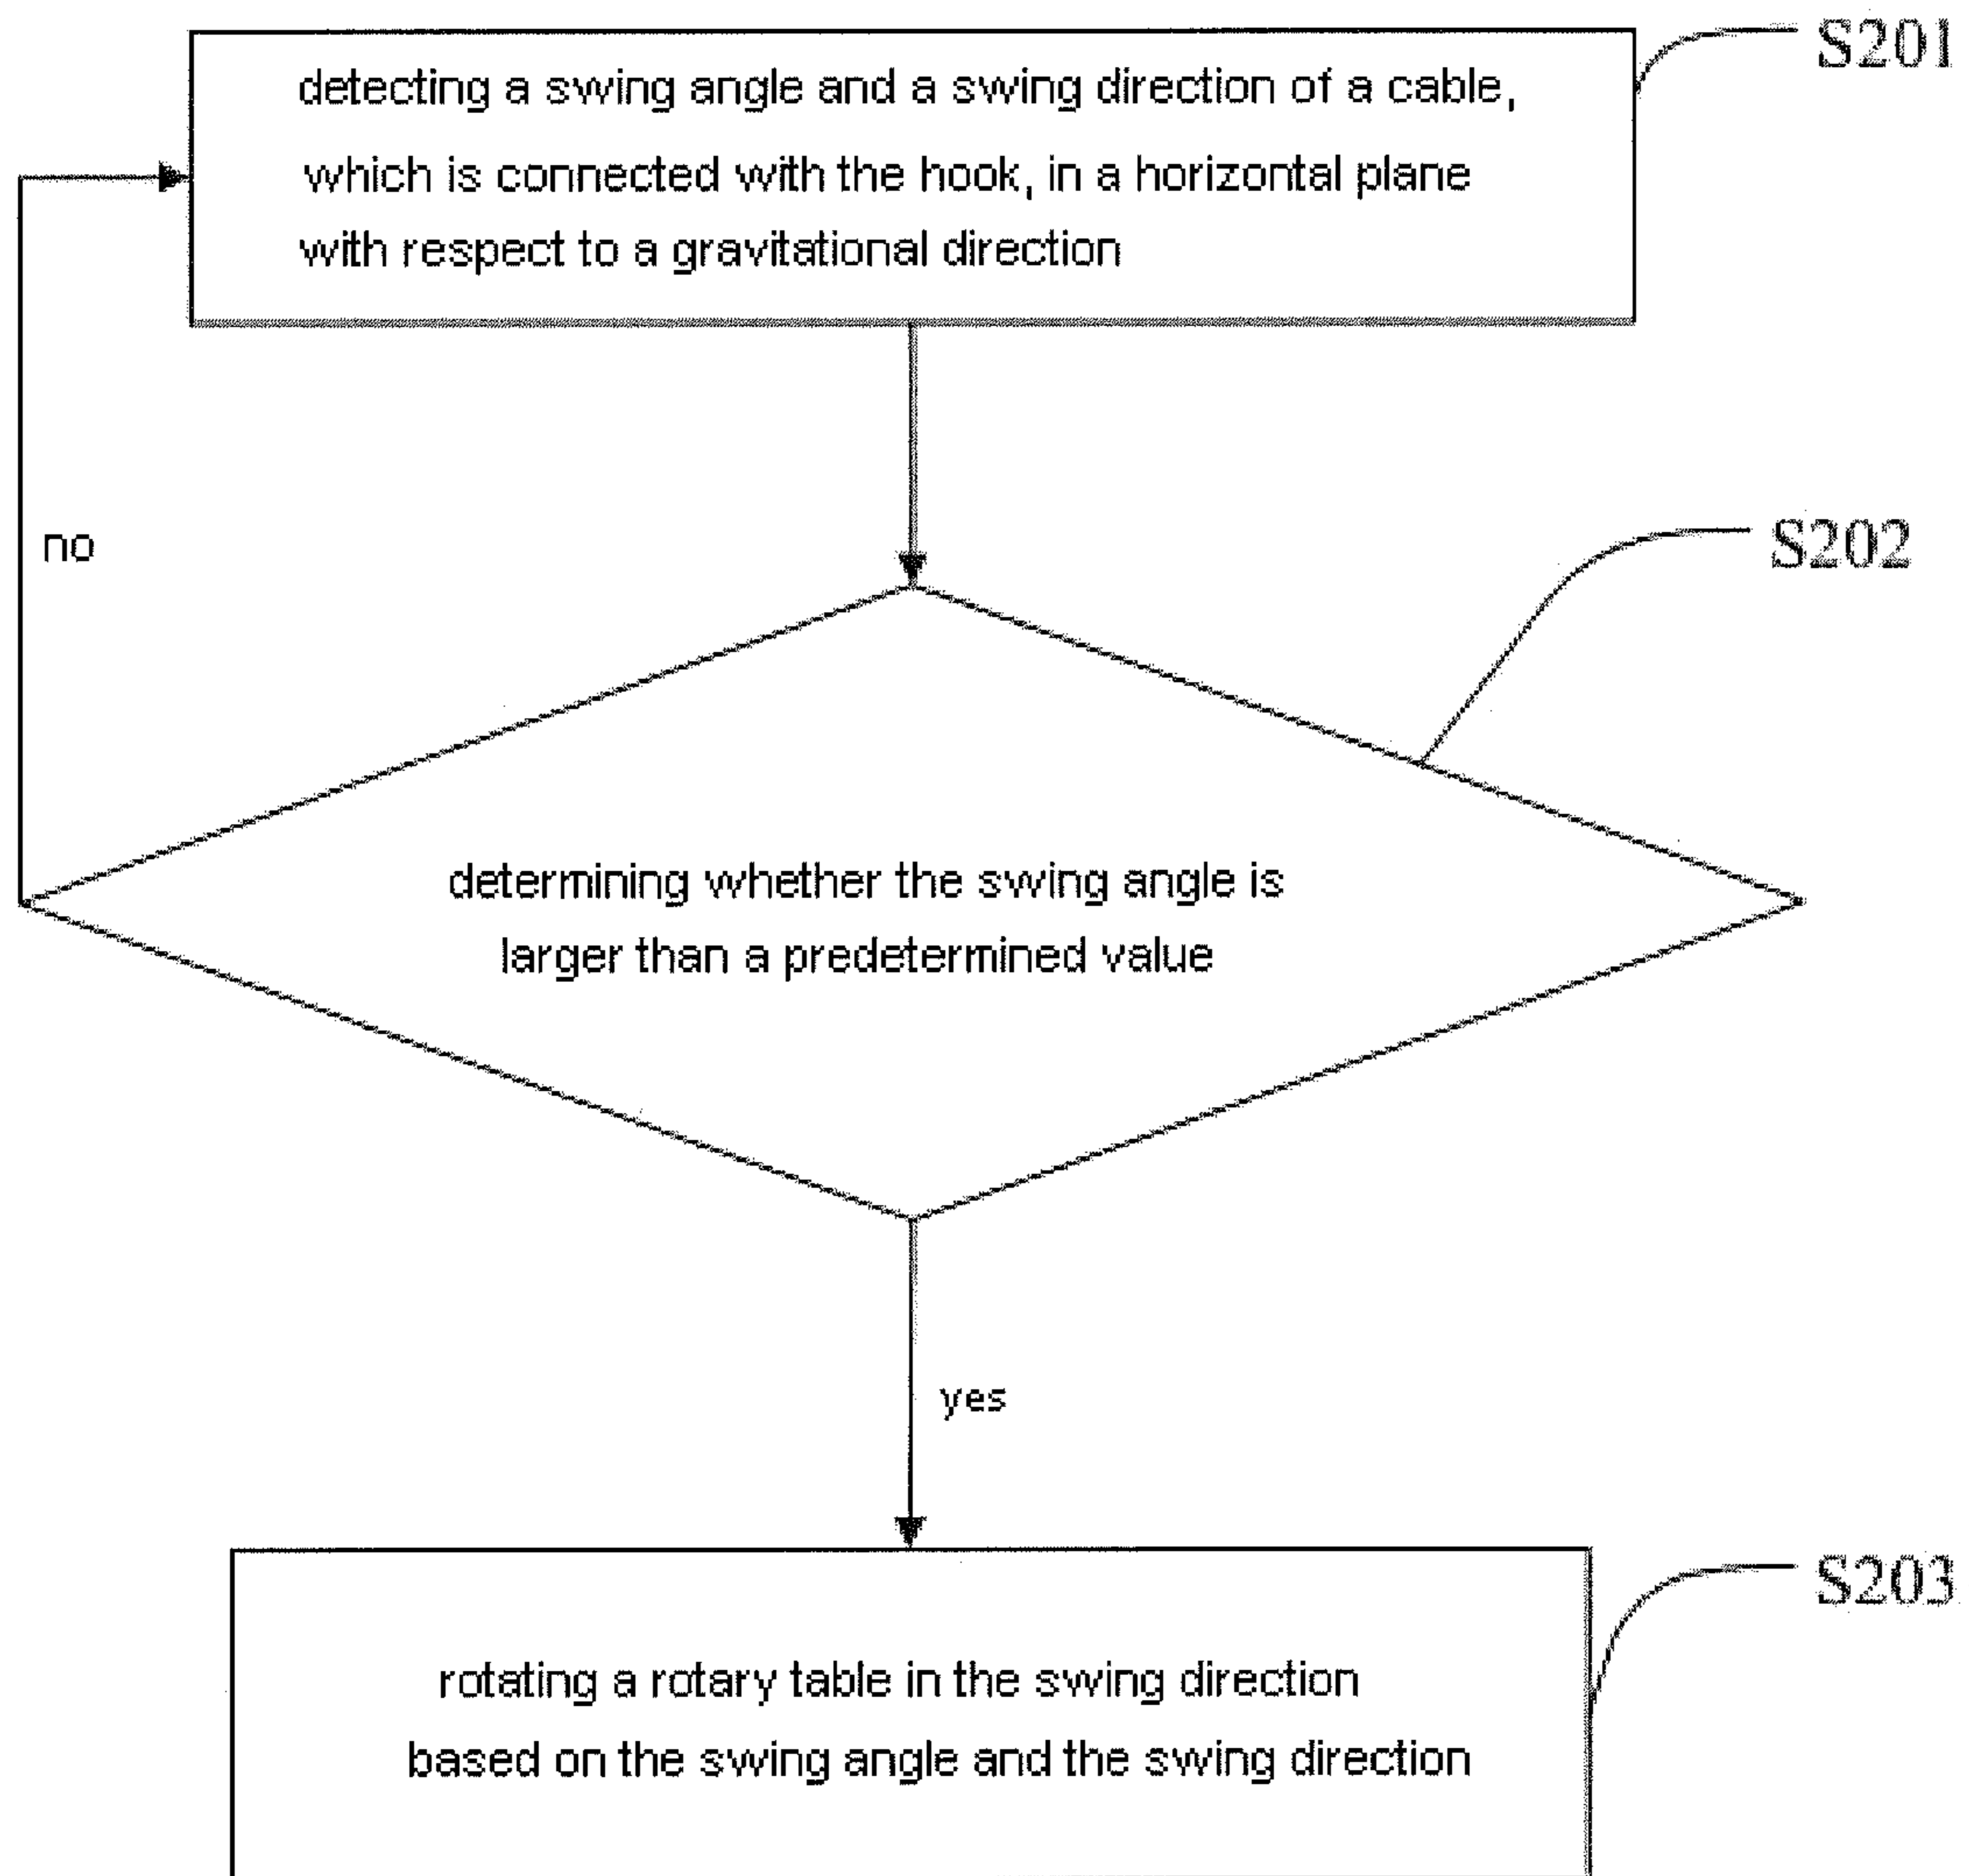 S201
detecting a swing angle and a swing direction of a cable,
which is connected with the hook, in a horizontal plane
with respect to a gravitational direction
no
S202
determining whether the swing angle is
larger than a predetermined value
yes
S203
rotating a rotary table in the swing direction
based on the swing angle and the swing direction